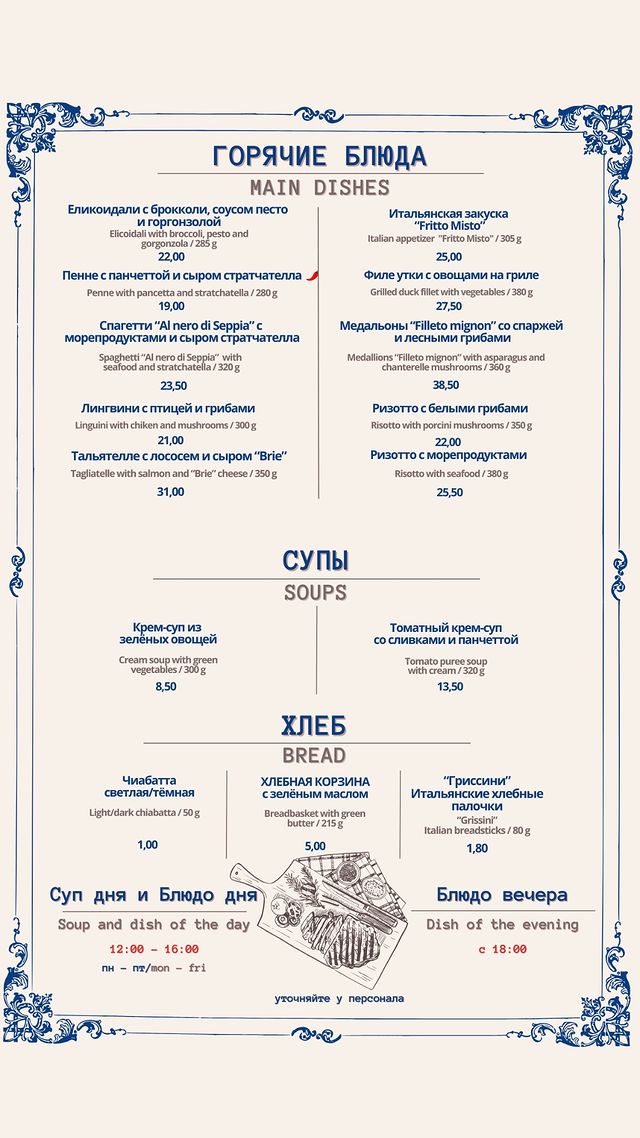 ГОРЯЧИЕ БЛЮДА
MAIN DISHES
Еликоидали с брокколи, соусом песто
и горгонзолой
Elicoidali with broccoli, pesto and
gorgonzola / 285 g
22,00
Пенне с панчеттой и сыром стратчателла
Penne with pancetta and stratchatella / 280 g
19,00
Спагетти “Al nero di Seppia” с
морепродуктами и сыром стратчателла
Spaghetti “Al nero di Seppia” with
seafood and stratchatella / 320 g
23,50
Лингвини с птицей и грибами
Linguini with chiken and mushrooms / 300 g
21,00
Тальятелле с лососем и сыром “Brie”
Tagliatelle with salmon and “Brie” cheese / 350 g
31,00
Итальянская закуска
“Fritto Misto”
Italian appetizer “Fritto Misto” / 305 g
25,00
Филе утки с овощами на гриле
Grilled duck fillet with vegetables / 380 g
27,50
Медальоны “Filleto mignon” со спаржей
и лесными грибами
Medallions “Filleto mignon” with asparagus and
chanterelle mushrooms / 360 g
38,50
Ризотто с белыми грибами
Risotto with porcini mushrooms / 350 g
22,00
Ризотто с морепродуктами
Risotto with seafood / 380 g
25,50
СУПЫ
SOUPS
Крем-суп из
зелёных овощей
Cream soup with green
vegetables / 300 g
8,50
Томатный крем-суп
со сливками и панчеттой
Tomato puree soup
with cream / 320 g
13,50
ХЛЕБ
BREAD
Чиабатта
светлая/тёмная
Light/dark chiabatta / 50 g
1,00
ХЛЕБНАЯ КОРЗИНА
с зелёным маслом
Breadbasket with green
butter / 215 g
5,00
“Гриссини”
Итальянские хлебные
палочки
“Grissini”
Italian breadsticks / 80 g
1,80
Суп дня и Блюдо дня
Soup and dish of the day
12:00 – 16:00
пн – пт/mon – fri
Блюдо вечера
Dish of the evening
с 18:00
уточняйте у персонала